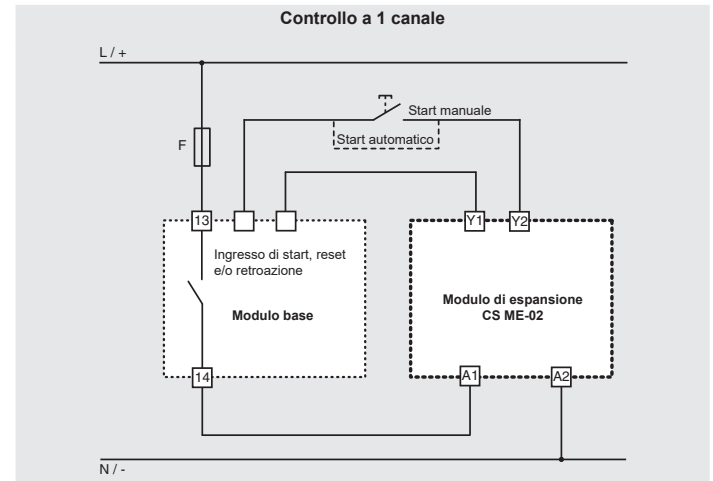 Controllo a 1 canale
L / +
Start manuale
Start automatico
F
13
Y1
Y2
Ingresso di start, reset
e/o retroazione
Modulo base
Modulo di espansione
CS ME-02
14
A1
A2
N / -